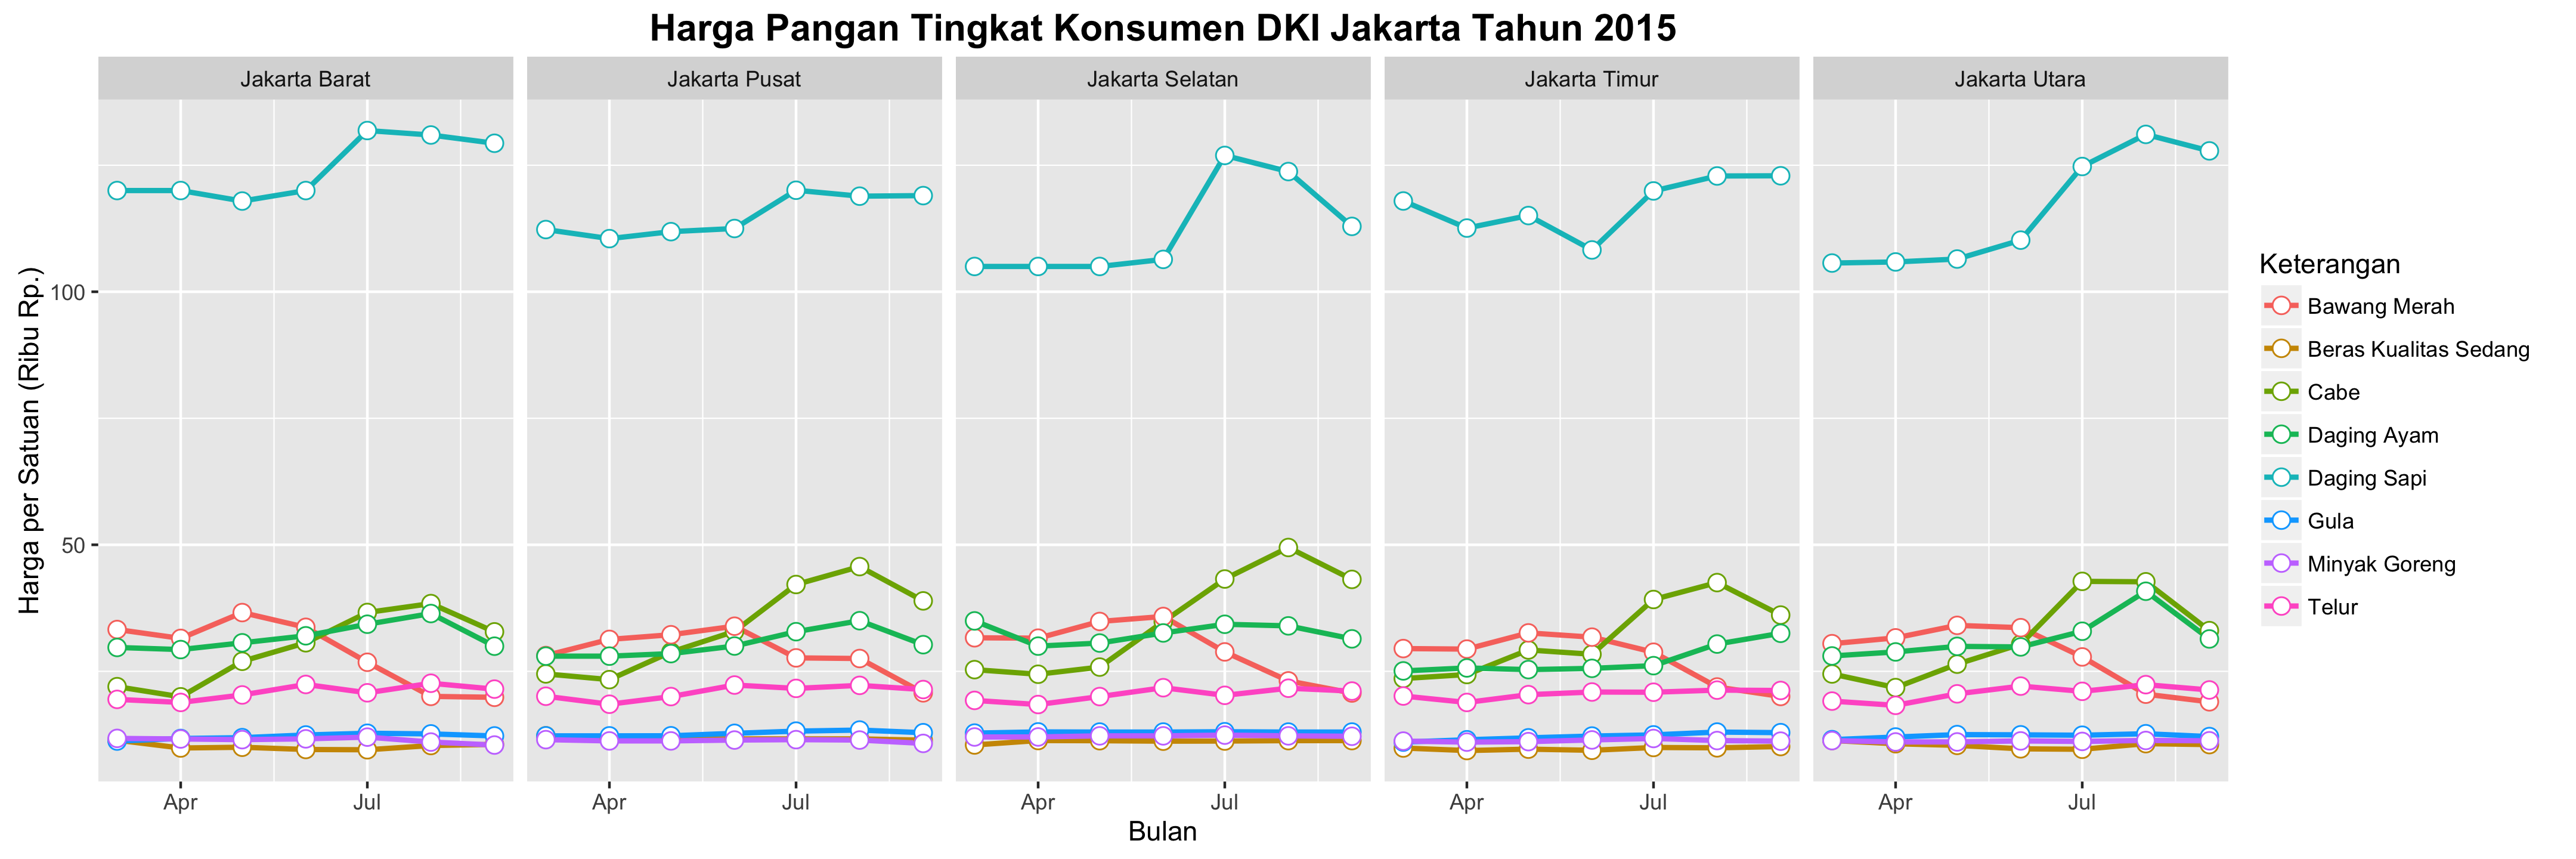 Harga Pangan Tingkat Konsumen DKI Jakarta Tahun 2015
Jakarta Barat
Jakarta Pusat
Jakarta Selatan
Jakarta Timur
Jakarta Utara
Harga per Satuan (Ribu Rp.)
100
50
Apr
Jul
Apr
Jul
Apr
Jul
Apr
Jul
Apr
Jul
Bulan
Keterangan
Bawang Merah
Beras Kualitas Sedang
Cabe
Daging Ayam
Daging Sapi
Gula
Minyak Goreng
Telur